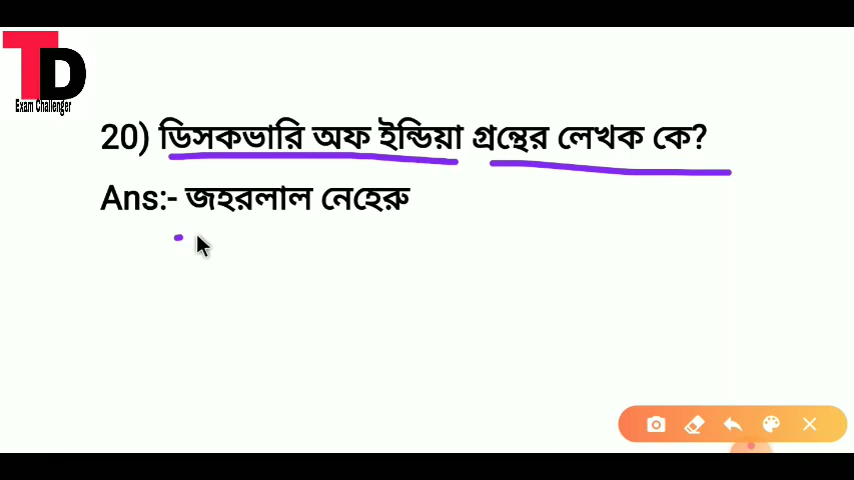 TD
Exam Challenger
20) ডিসকভারি অফ ইন্ডিয়া গ্রন্থের লেখক কে?
Ans:- জহরলাল নেহেরু